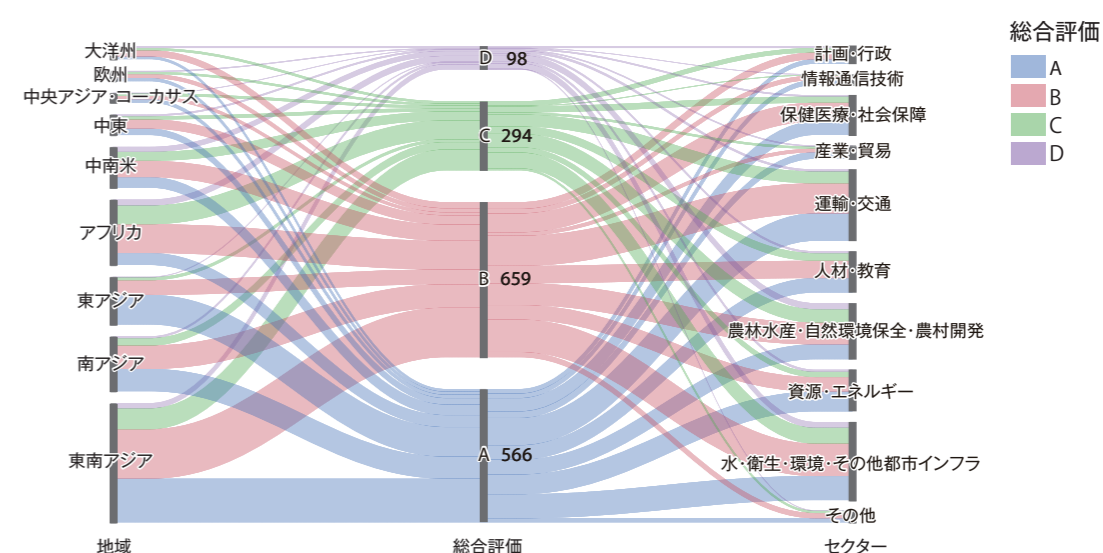 総合評価
A
B
C
D
大洋州
欧州
中央アジア・コーカサス
中東
中南米
アフリカ
東アジア
南アジア
東南アジア
D 98
C 294
B 659
A 566
計画・行政
情報通信技術
保健医療・社会保障
産業・貿易
運輸・交通
人材・教育
農林水産・自然環境保全・農村開発
資源・エネルギー
水・衛生・環境・その他都市インフラ
その他
地域
総合評価
セクター